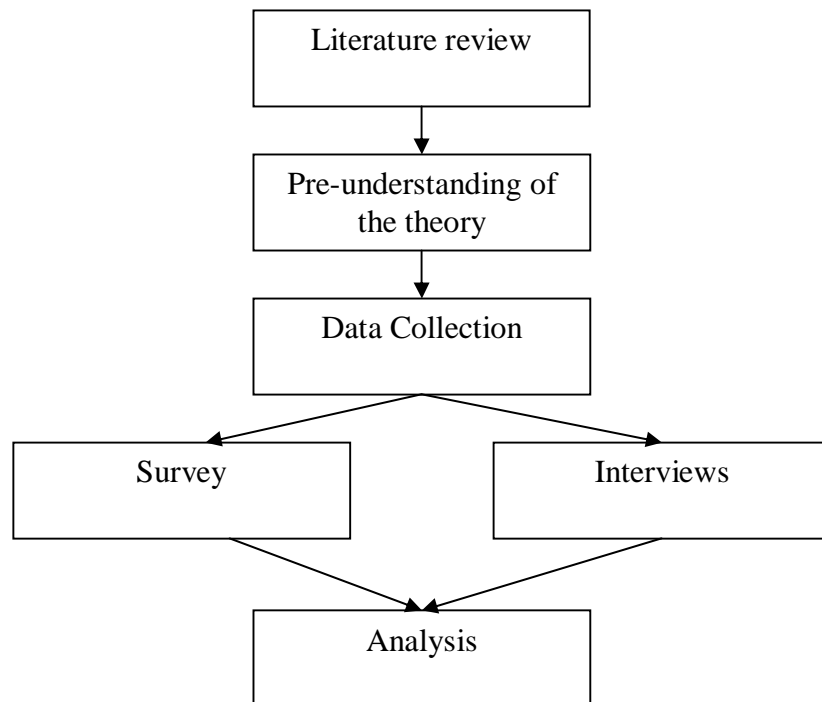 Literature review
Pre-understanding of
the theory
Data Collection
Survey
Interviews
Analysis